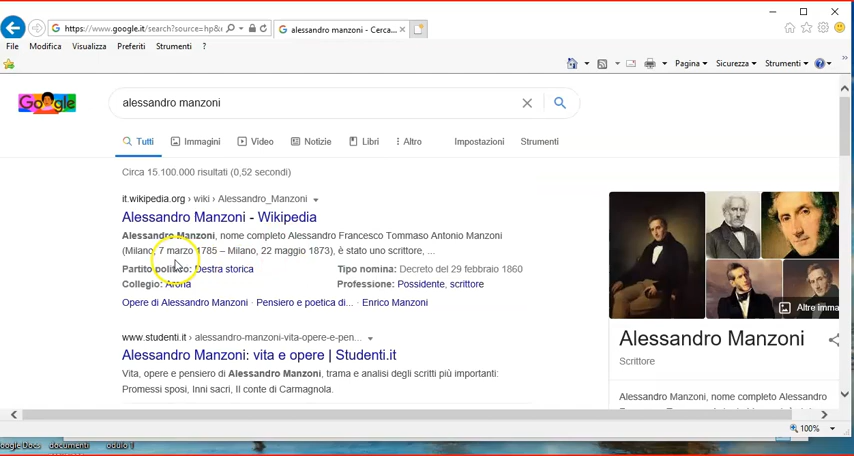 https://www.google.it/search?source=hp&
alessandro manzoni - Cerca...
File Modifica Visualizza Preferiti Strumenti ?
Pagina Sicurezza Strumenti
Google
alessandro manzoni
Tutti Immagini Video Notizie Libri Altro Impostazioni Strumenti
Circa 15.100.000 risultati (0,52 secondi)
it.wikipedia.org › wiki › Alessandro_Manzoni
Alessandro Manzoni - Wikipedia
Alessandro Manzoni, nome completo Alessandro Francesco Tommaso Antonio Manzoni
(Milano, 7 marzo 1785 – Milano, 22 maggio 1873), è stato uno scrittore, ...
Partito politico: Destra storica Tipo nomina: Decreto del 29 febbraio 1860
Collegio: Arona Professione: Possidente, scrittore
Opere di Alessandro Manzoni · Pensiero e poetica di... · Enrico Manzoni
www.studenti.it › alessandro-manzoni-vita-opere-e-pen...
Alessandro Manzoni: vita e opere | Studenti.it
Vita, opere e pensiero di Alessandro Manzoni, trama e analisi degli scritti più importanti:
Promessi sposi, Inni sacri, Il conte di Carmagnola.
Altre imma
Alessandro Manzoni
Scrittore
Alessandro Manzoni, nome completo Alessandro
100%
oogle Docs documenti